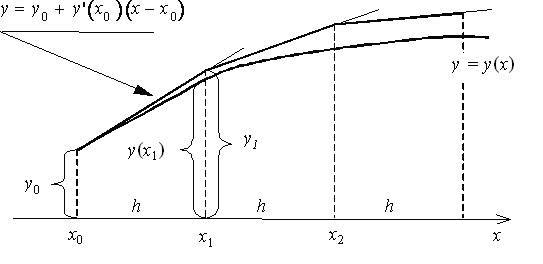 y = y₀ + y'(x₀)(x−x₀)
y = y(x)
y(x₁)
y₁
y₀
h
h
h
x₀
x₁
x₂
x